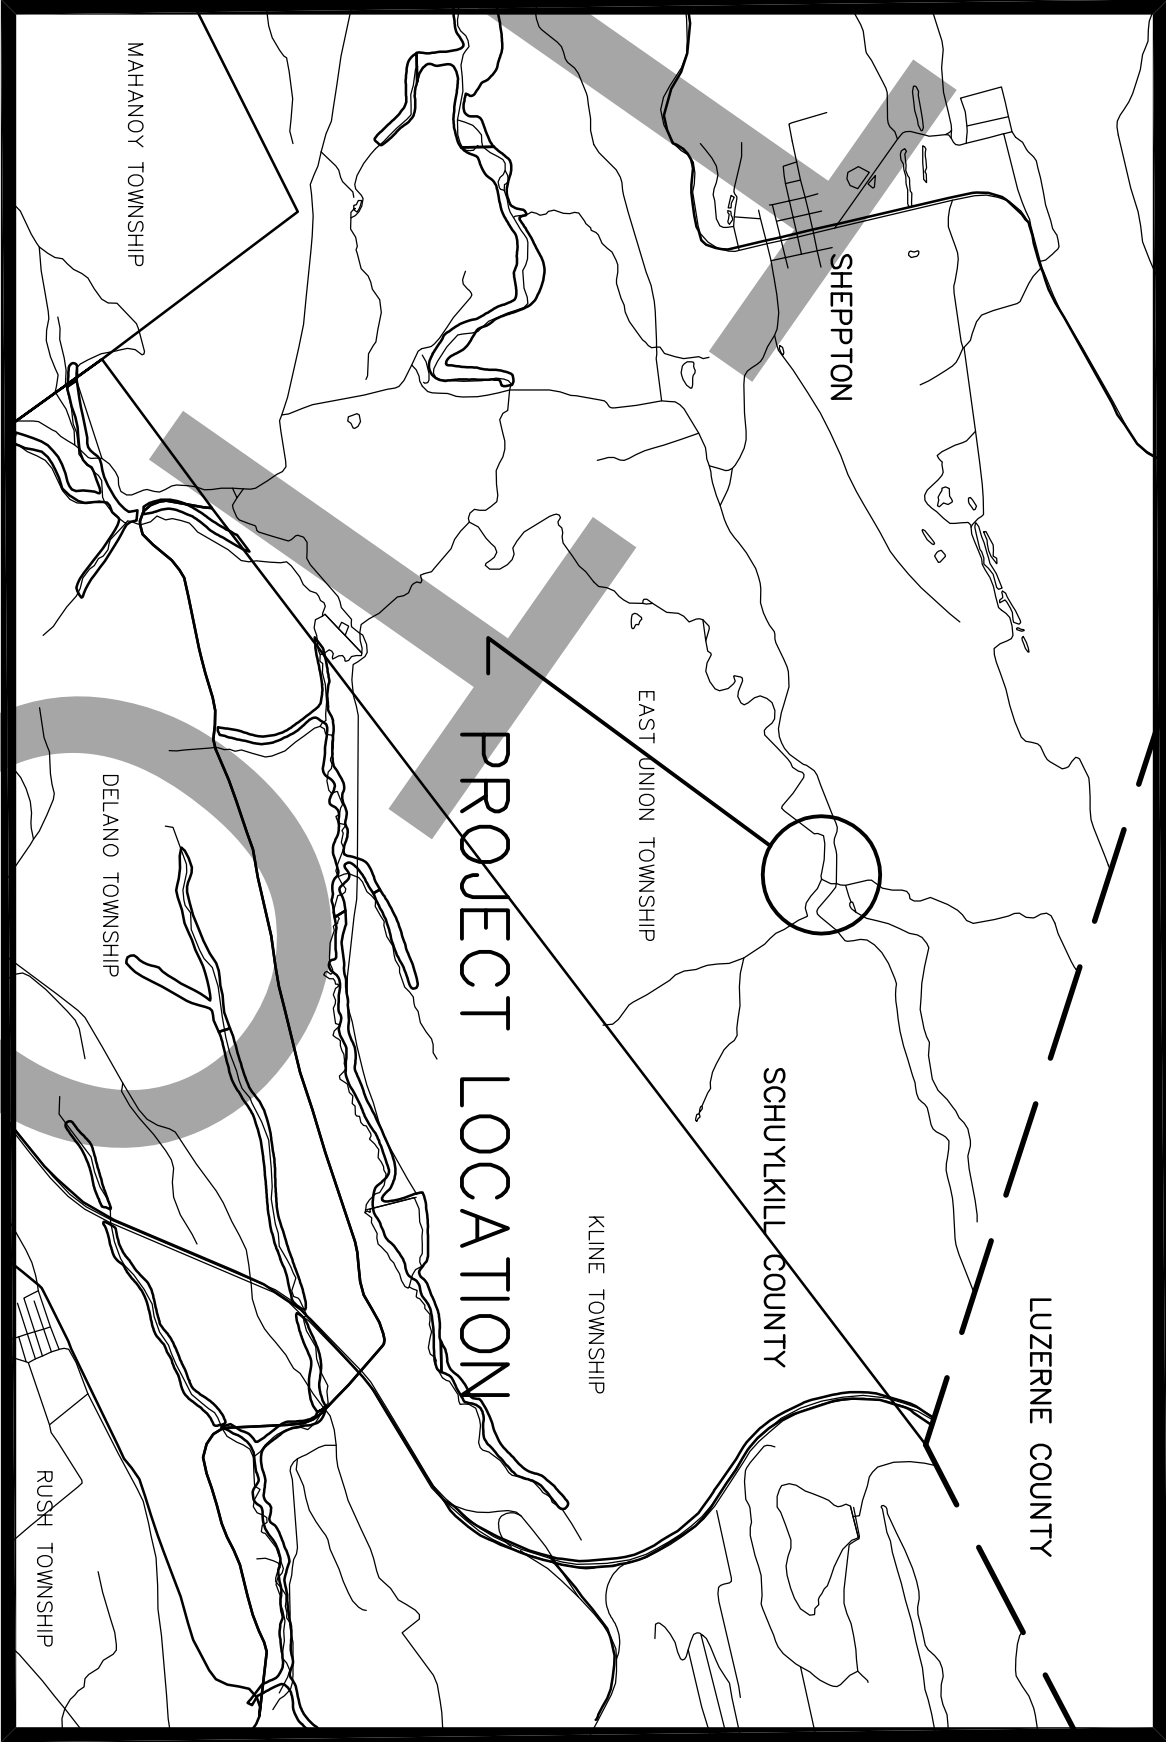 LUZERNE COUNTY
SHEPPTON
SCHUYLKILL COUNTY
EAST UNION TOWNSHIP
KLINE TOWNSHIP
PROJECT LOCATION
MAHANOY TOWNSHIP
DELANO TOWNSHIP
RUSH TOWNSHIP